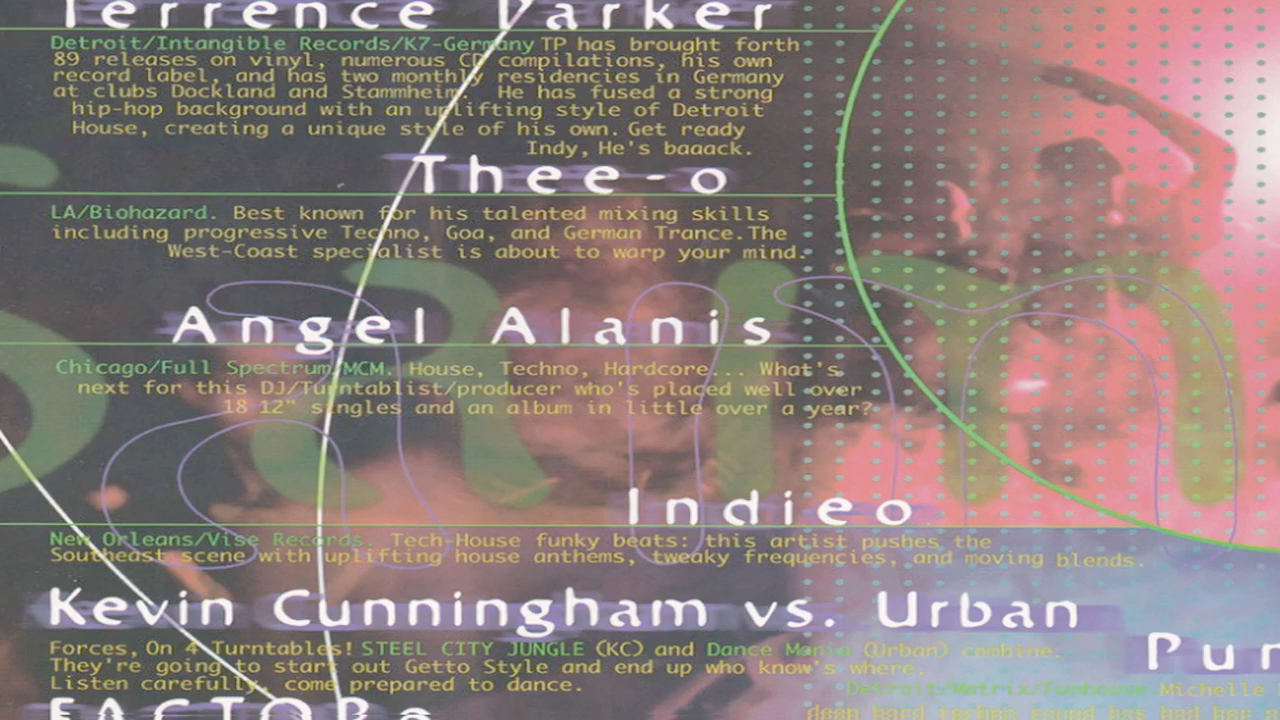 Terrence Parker
Detroit/Intangible Records/K7-Germany TP has brought forth
89 releases on vinyl, numerous CD compilations, his own
record label, and has two monthly residencies in Germany
at clubs Dockland and Stammheim. He has fused a strong
hip-hop background with an uplifting style of Detroit
House, creating a unique style of his own. Get ready
Indy, He's baaack.
Thee-o
LA/Biohazard. Best known for his talented mixing skills
including progressive Techno, Goa, and German Trance. The
West-Coast specialist is about to warp your mind.
Angel Alanis
Chicago/Full Spectrum/MCM. House, Techno, Hardcore... What's
next for this DJ/Turntablist/producer who's placed well over
18 12" singles and an album in little over a year?
Indieo
New Orleans/Vise Records. Tech-House funky beats: this artist pushes the
Southeast scene with uplifting house anthems, tweaky frequencies, and moving blends.
Kevin Cunningham vs. Urban
Forces, On 4 Turntables! STEEL CITY JUNGLE (KC) and Dance Mania (Urban) combine.
They're going to start out Getto Style and end up who know's where.
Listen carefully, come prepared to dance.
Pun
Detroit/Matrix/Funhouse Michelle
deep hard techno sound has had her